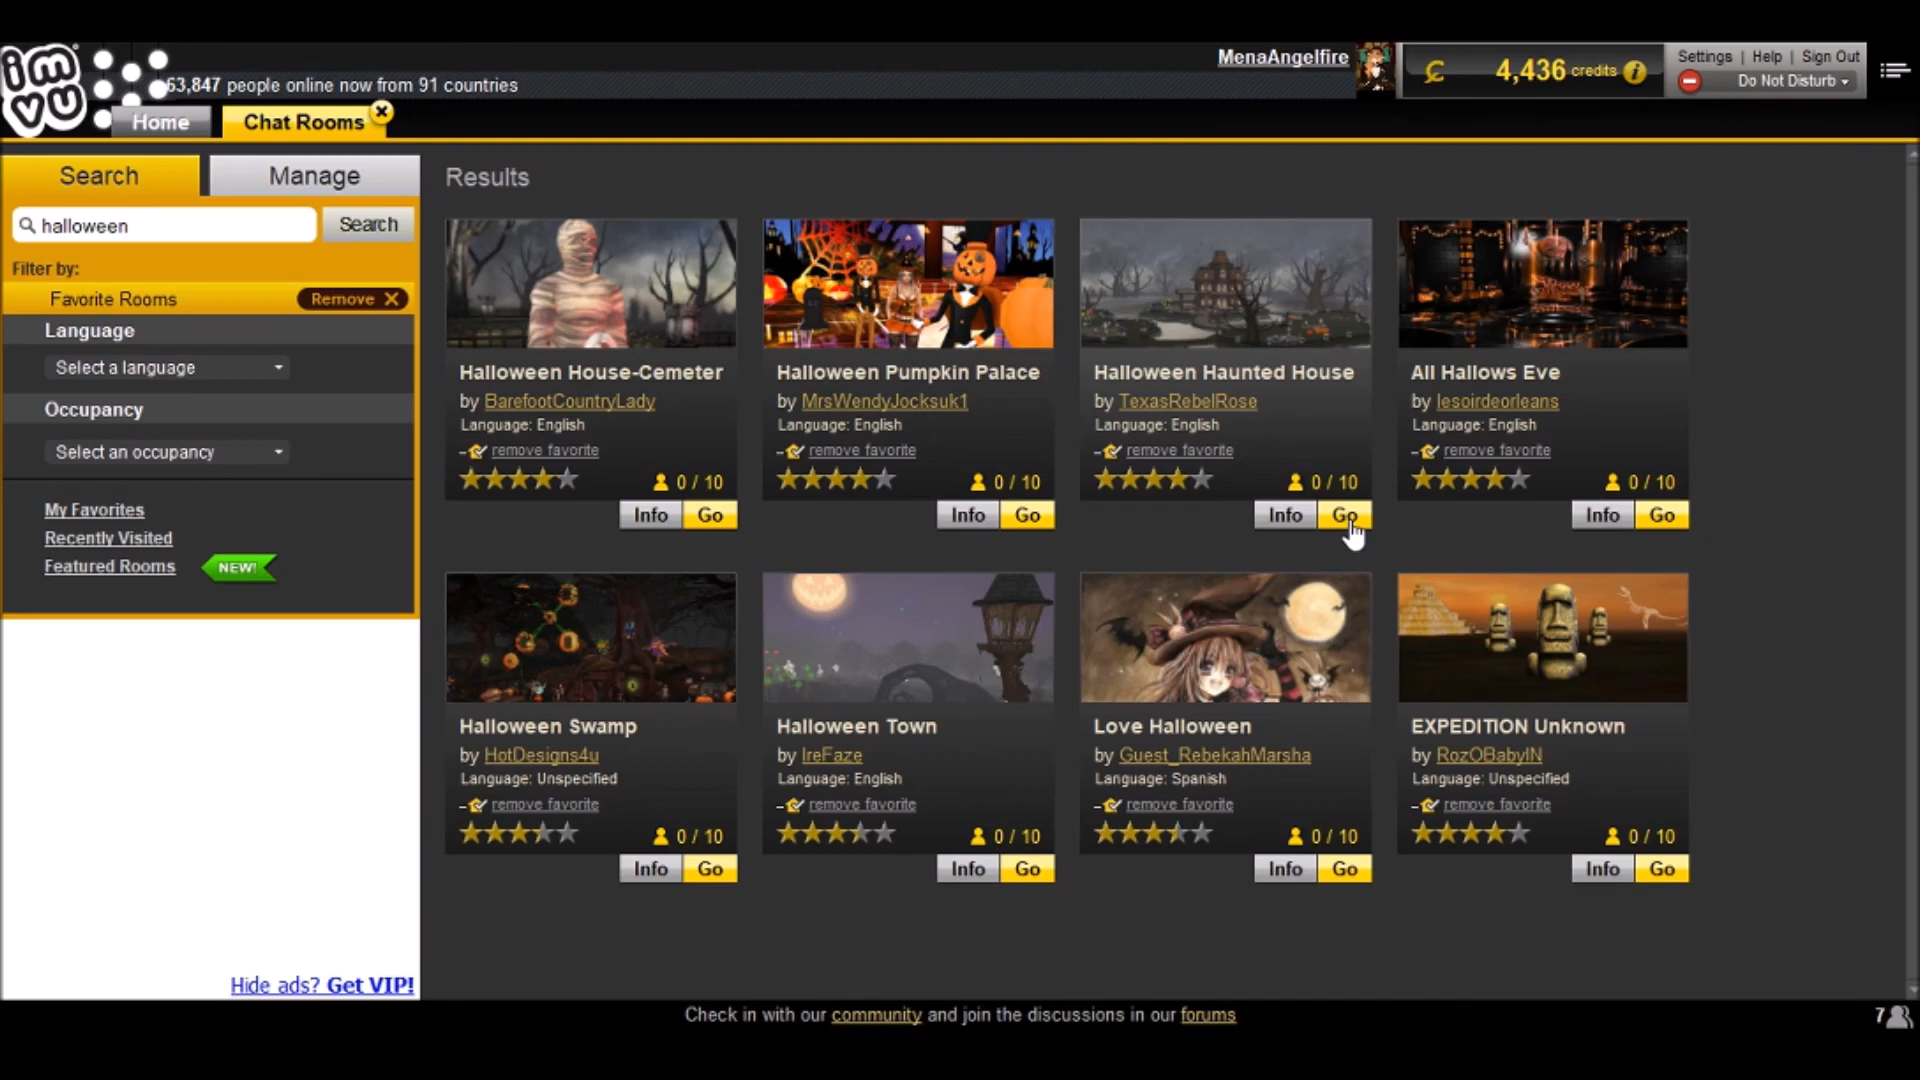 imvu
63,847 people online now from 91 countries
MenaAngelfire
4,436 credits
Settings | Help | Sign Out
Do Not Disturb
Home
Chat Rooms
Search
Manage
halloween
Search
Filter by:
Favorite Rooms
Remove
Language
Select a language
Occupancy
Select an occupancy
My Favorites
Recently Visited
Featured Rooms
NEW!
Hide ads? Get VIP!
Results
Halloween House-Cemeter
by BarefootCountryLady
Language: English
remove favorite
0 / 10
Info
Go
Halloween Pumpkin Palace
by MrsWendyJocksuk1
Language: English
remove favorite
0 / 10
Info
Go
Halloween Haunted House
by TexasRebelRose
Language: English
remove favorite
0 / 10
Info
Go
All Hallows Eve
by lesoirdeorleans
Language: English
remove favorite
0 / 10
Info
Go
Halloween Swamp
by HotDesigns4u
Language: Unspecified
remove favorite
0 / 10
Info
Go
Halloween Town
by IreFaze
Language: English
remove favorite
0 / 10
Info
Go
Love Halloween
by Guest_RebekahMarsha
Language: Spanish
remove favorite
0 / 10
Info
Go
EXPEDITION Unknown
by RozOBabyIN
Language: Unspecified
remove favorite
0 / 10
Info
Go
Check in with our community and join the discussions in our forums
7